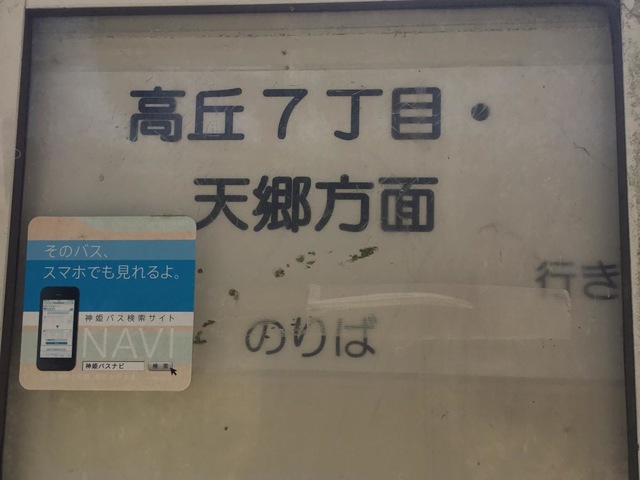 高丘7丁目・
天郷方面
行き
のりば
そのバス、
スマホでも見れるよ。
神姫バス検索サイト
NAVI
神姫バスナビ 検索